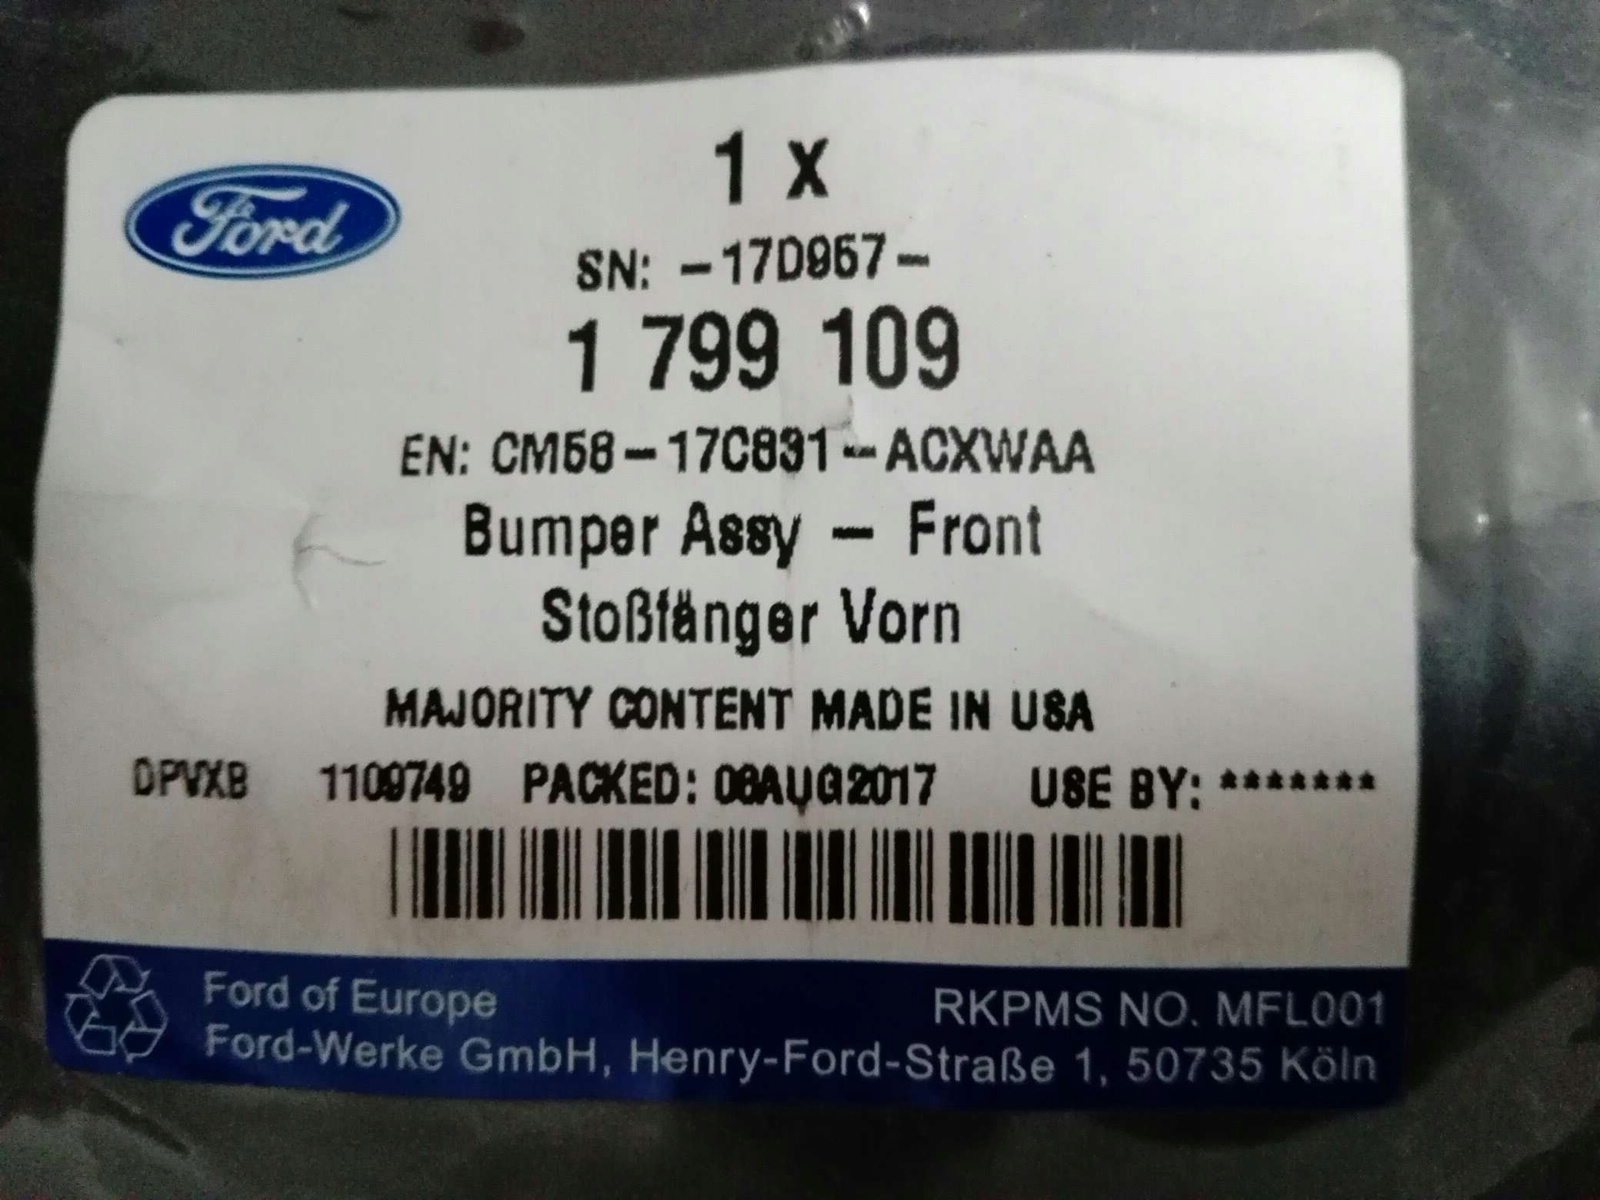 Ford
1 x
SN: -17D957-
1 799 109
EN: CM5B-17C831-ACXWAA
Bumper Assy - Front
Stoßfänger Vorn
MAJORITY CONTENT MADE IN USA
DPVXB 1109749 PACKED: 08AUG2017 USE BY: *******
Ford of Europe
RKPMS NO. MFL001
Ford-Werke GmbH, Henry-Ford-Straße 1, 50735 Köln